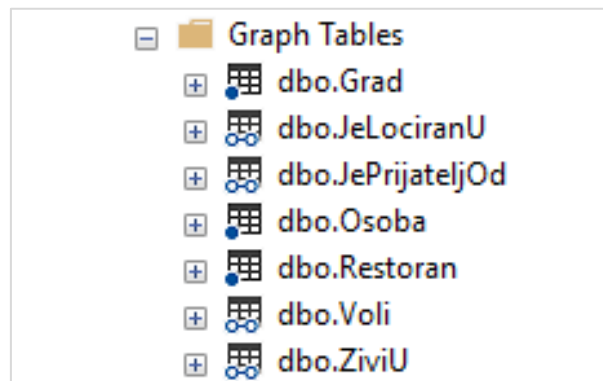 Graph Tables
dbo.Grad
dbo.JeLociranU
dbo.JePrijateljOd
dbo.Osoba
dbo.Restoran
dbo.Voli
dbo.ZiviU